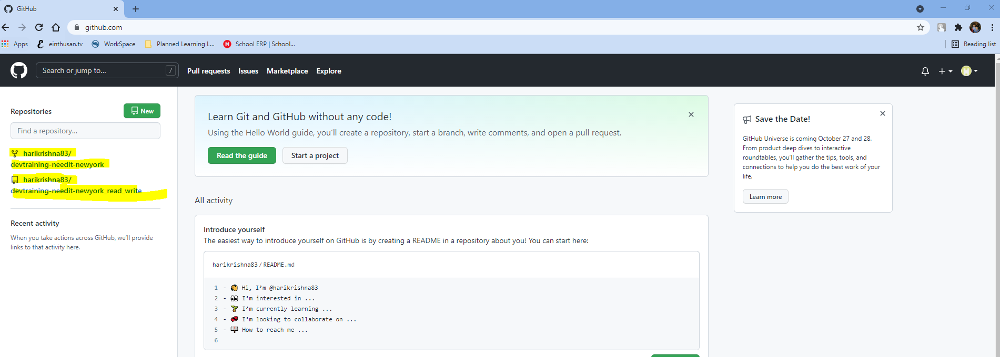 GitHub
github.com
Apps
einthusan.tv
WorkSpace
Planned Learning L...
School ERP | School...
Reading list
Search or jump to...
/
Pull requests
Issues
Marketplace
Explore
Repositories
New
Find a repository...
harikrishna83/
devtraining-needit-newyork
harikrishna83/
devtraining-needit-newyork_read_write
Recent activity
When you take actions across GitHub, we'll provide
links to that activity here.
Learn Git and GitHub without any code!
Using the Hello World guide, you'll create a repository, start a branch, write comments, and open a pull request.
Read the guide
Start a project
All activity
Introduce yourself
The easiest way to introduce yourself on GitHub is by creating a README in a repository about you! You can start here:
harikrishna83 / README.md
1 - 👋 Hi, I'm @harikrishna83
2 - 👀 I'm interested in ...
3 - 🌱 I'm currently learning ...
4 - 💞️ I'm looking to collaborate on ...
5 - 📫 How to reach me ...
6
Save the Date!
GitHub Universe is coming October 27 and 28.
From product deep dives to interactive
roundtables, you'll gather the tips, tools, and
connections to help you do the best work of your
life.
Learn more